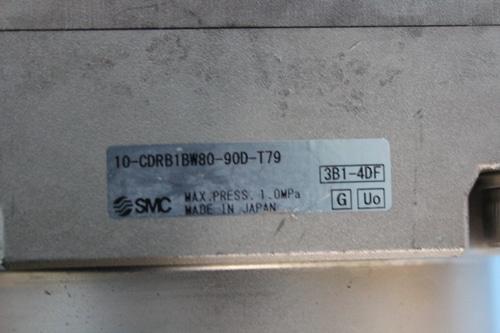 10-CDRB1BW80-90D-T79
3B1-4DF
SMC MAX.PRESS. 1.0MPa G Uo
MADE IN JAPAN